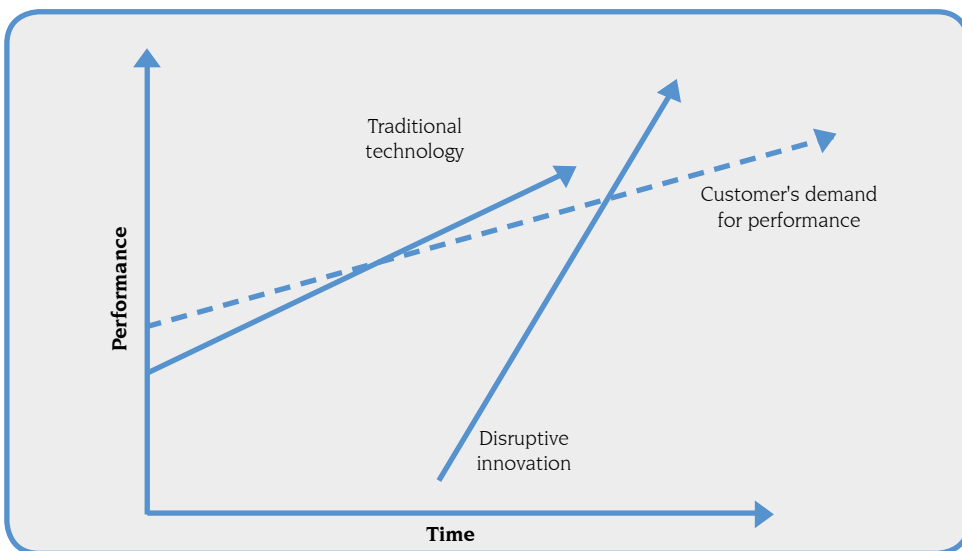 Traditional
technology
Customer's demand
for performance
Performance
Disruptive
innovation
Time